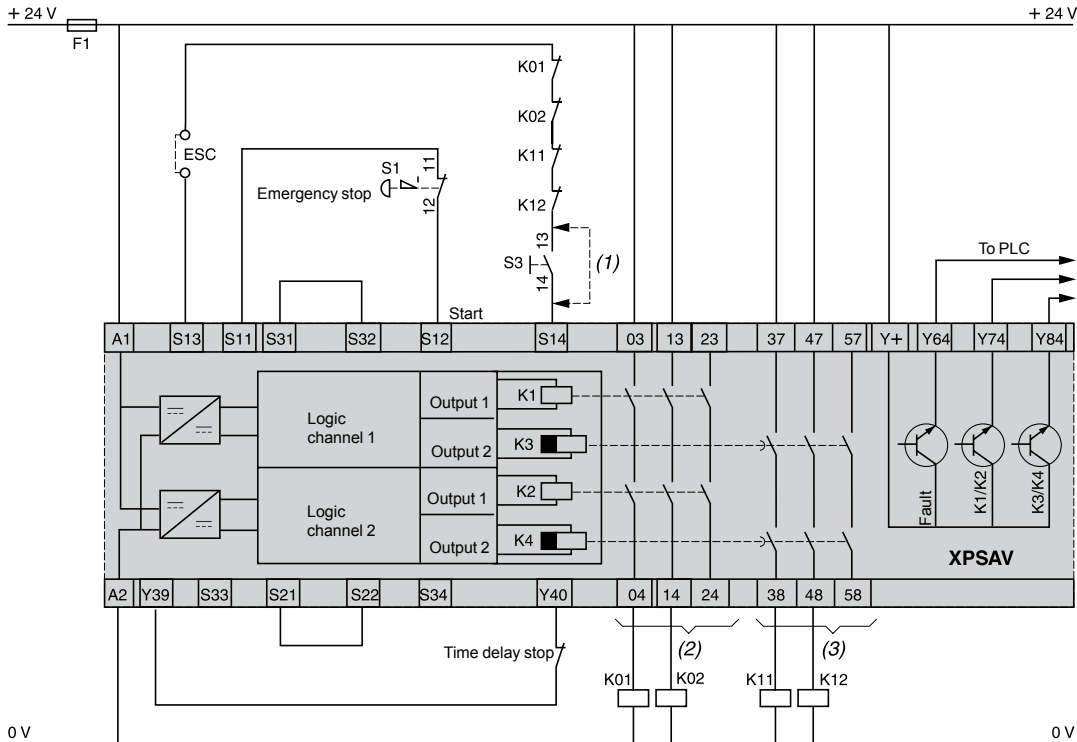 + 24 V
+ 24 V
F1
K01
K02
ESC
K11
S1
11
Emergency stop
12
K12
13
S3
(1)
14
To PLC
Start
A1 S13 S11 S31 S32 S12 S14 03 13 23 37 47 57 Y+ Y64 Y74 Y84
Logic
channel 1
Output 1
K1
Output 2
K3
Logic
channel 2
Output 1
K2
Output 2
K4
Fault
K1/K2
K3/K4
XPSAV
A2 Y39 S33 S21 S22 S34 Y40 04 14 24 38 48 58
Time delay stop
(2)
(3)
K01
K02
K11
K12
0 V
0 V